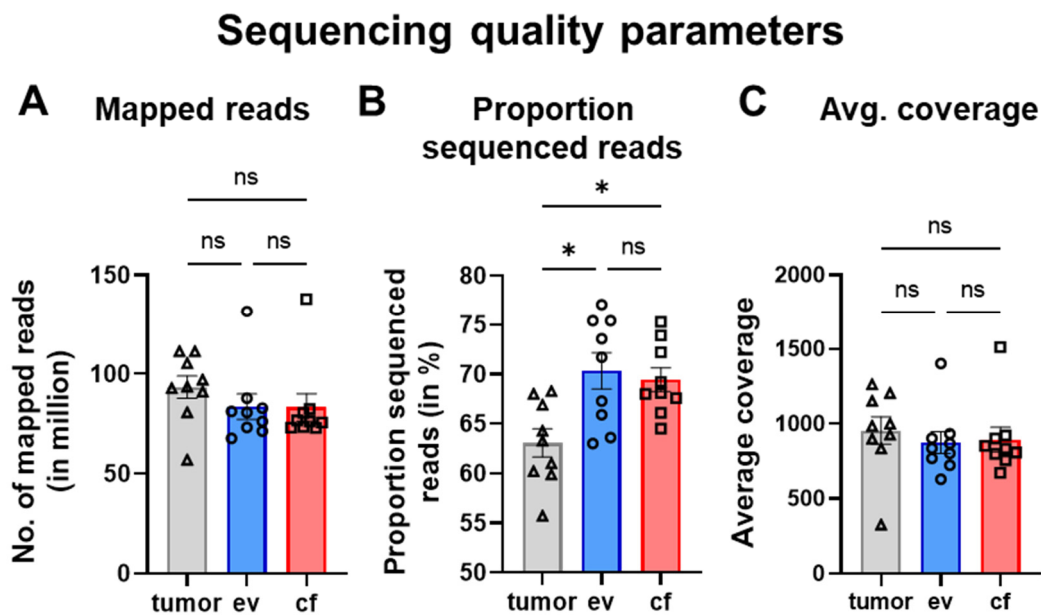 Sequencing quality parameters
A
Mapped reads
ns
ns
ns
No. of mapped reads
(in million)
150
100
50
0
tumor
ev
cf
B
Proportion
sequenced reads
*
*
ns
Proportion sequenced
reads (in %)
80
75
70
65
60
55
50
tumor
ev
cf
C
Avg. coverage
ns
ns
ns
Average coverage
2000
1500
1000
500
0
tumor
ev
cf